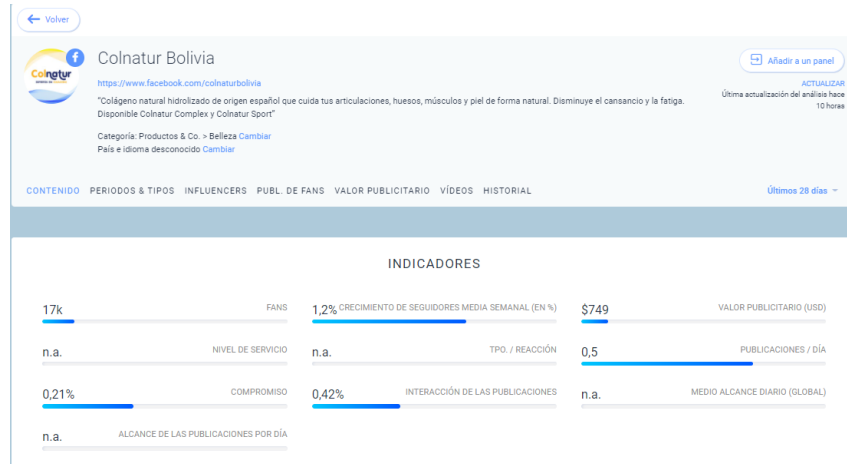 Volver
Colnatur
Colnatur Bolivia
Añadir a un panel
https://www.facebook.com/colnaturbolivia
ACTUALIZAR
Última actualización del análisis hace
10 horas
"Colágeno natural hidrolizado de origen español que cuida tus articulaciones, huesos, músculos y piel de forma natural. Disminuye el cansancio y la fatiga.
Disponible Colnatur Complex y Colnatur Sport"
Categoría: Productos & Co. > Belleza Cambiar
País e idioma desconocido Cambiar
CONTENIDO PERIODOS & TIPOS INFLUENCERS PUBL. DE FANS VALOR PUBLICITARIO VÍDEOS HISTORIAL Últimos 28 días
INDICADORES
17k FANS
1,2% CRECIMIENTO DE SEGUIDORES MEDIA SEMANAL (EN %)
$749 VALOR PUBLICITARIO (USD)
n.a. NIVEL DE SERVICIO
n.a. TPO. / REACCIÓN
0,5 PUBLICACIONES / DÍA
0,21% COMPROMISO
0,42% INTERACCIÓN DE LAS PUBLICACIONES
n.a. MEDIO ALCANCE DIARIO (GLOBAL)
n.a. ALCANCE DE LAS PUBLICACIONES POR DÍA